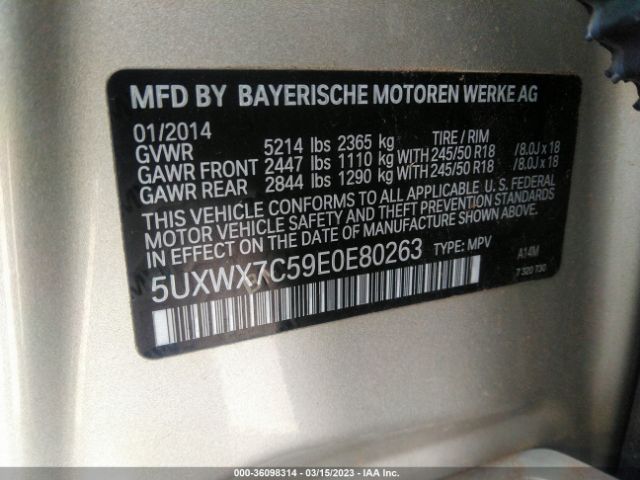 MFD BY BAYERISCHE MOTOREN WERKE AG
01/2014 TIRE / RIM
GVWR 5214 lbs 2365 kg
GAWR FRONT 2447 lbs 1110 kg WITH 245/50 R18 / 8.0J x 18
GAWR REAR 2844 lbs 1290 kg WITH 245/50 R18 / 8.0J x 18
THIS VEHICLE CONFORMS TO ALL APPLICABLE U. S. FEDERAL
MOTOR VEHICLE SAFETY AND THEFT PREVENTION STANDARDS
IN EFFECT ON THE DATE OF MANUFACTURE SHOWN ABOVE.
5UXWX7C59E0E80263 TYPE: MPV
A14M
7 320 730
000-36098314 / 03/15/2023 / IAA Inc.